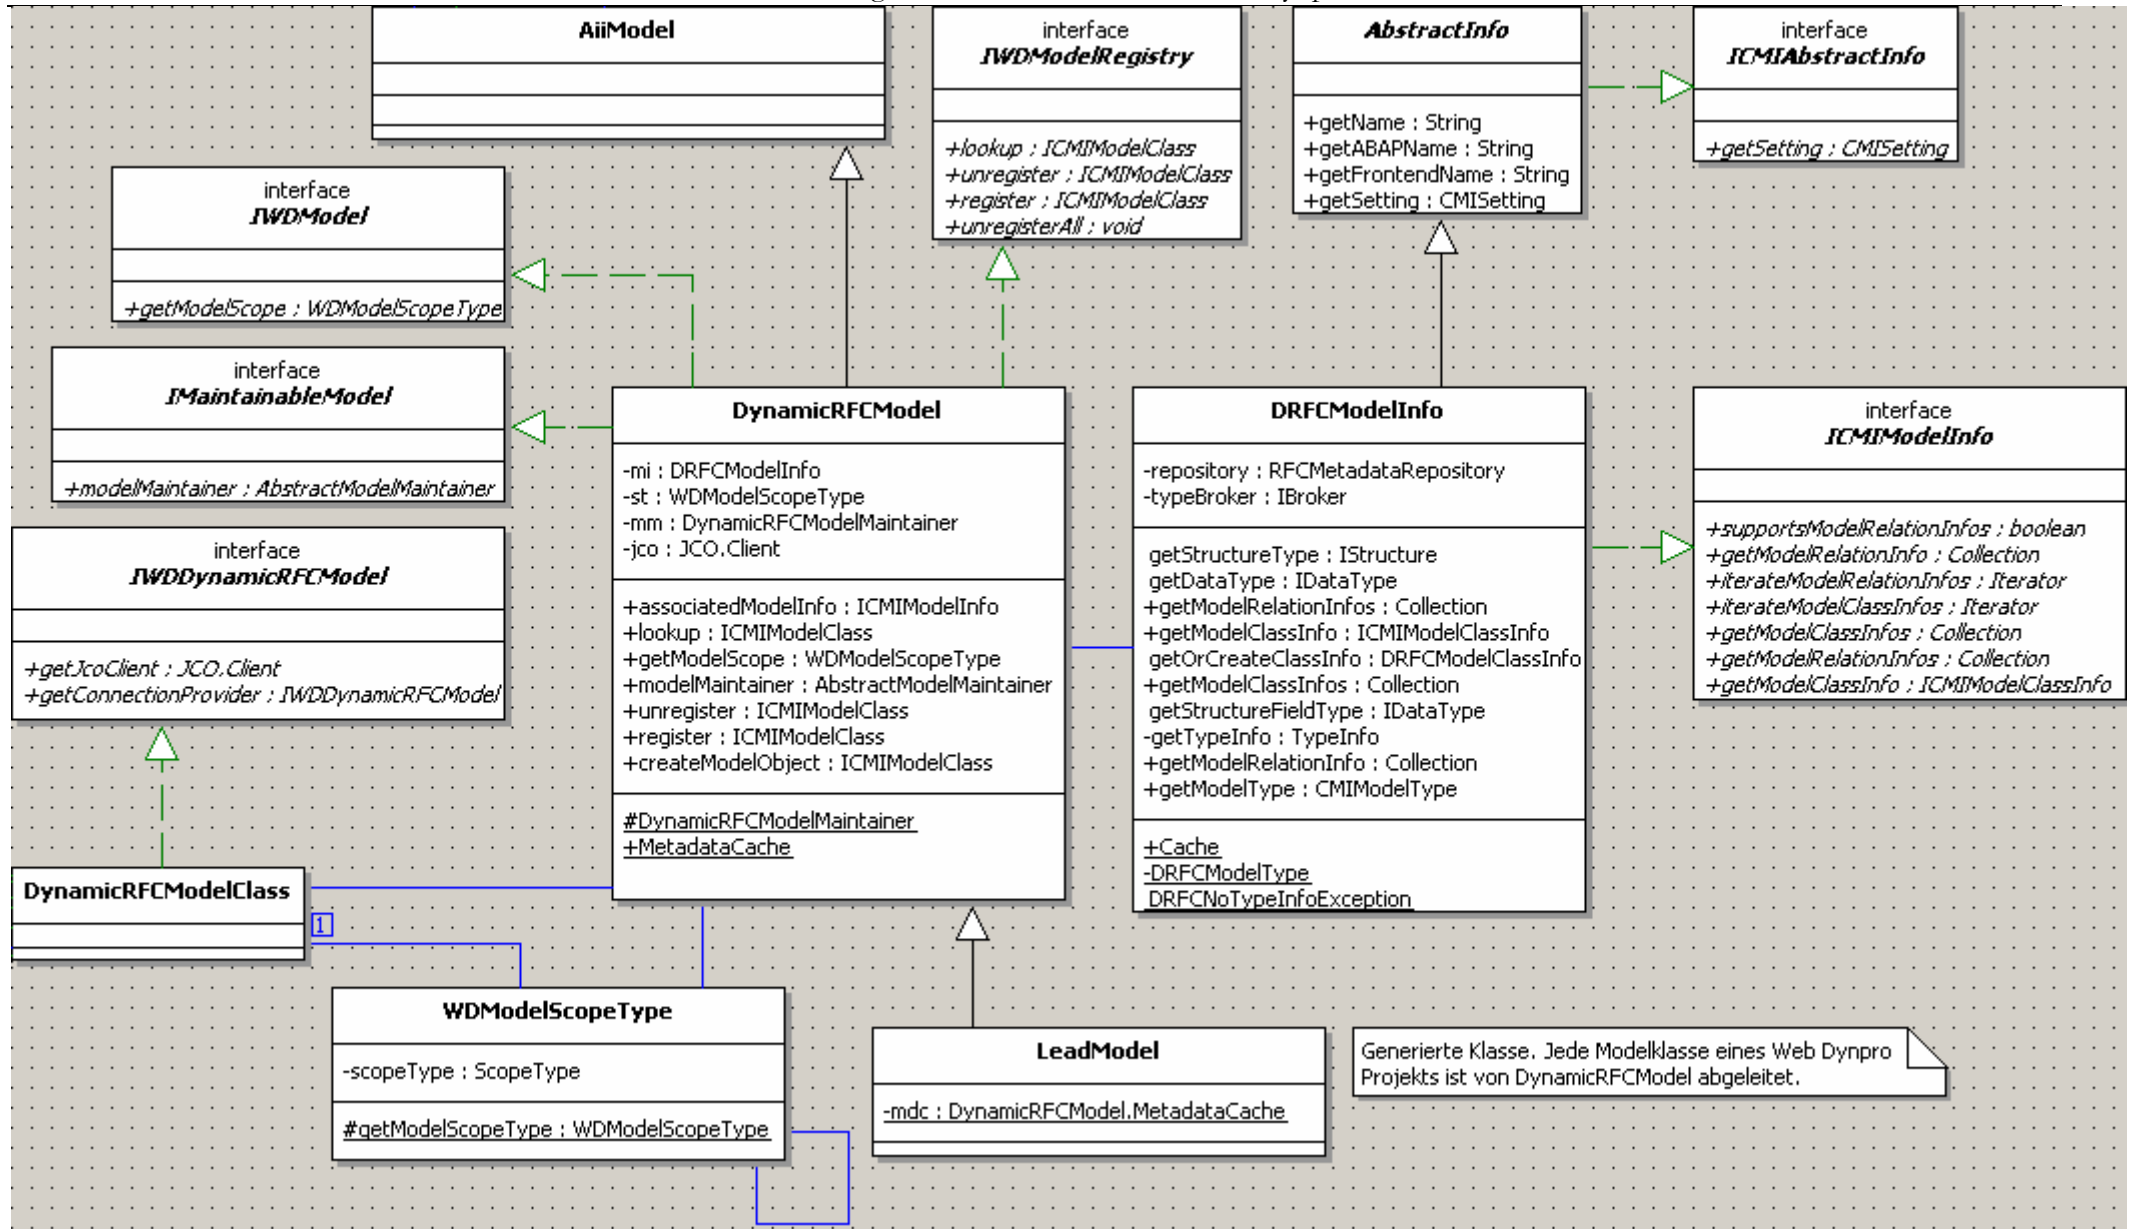 AiiModel
interface
IWDModelRegistry
+lookup : ICMIModelClass
+unregister : ICMIModelClass
+register : ICMIModelClass
+unregisterAll : void
AbstractInfo
+getName : String
+getABAPName : String
+getFrontendName : String
+getSetting : CMISetting
interface
ICMIAbstractInfo
+getSetting : CMISetting
interface
IWDModel
+getModelScope : WDModelScopeType
interface
IMaintainableModel
+modelMaintainer : AbstractModelMaintainer
interface
IWDDynamicRFCModel
+getJcoClient : JCO.Client
+getConnectionProvider : IWDDynamicRFCModel
DynamicRFCModel
-mi : DRFCModelInfo
-st : WDModelScopeType
-mm : DynamicRFCModelMaintainer
-jco : JCO.Client
+associatedModelInfo : ICMIModelInfo
+lookup : ICMIModelClass
+getModelScope : WDModelScopeType
+modelMaintainer : AbstractModelMaintainer
+unregister : ICMIModelClass
+register : ICMIModelClass
+createModelObject : ICMIModelClass
#DynamicRFCModelMaintainer
+MetadataCache
DRFCModelInfo
-repository : RFCMetadataRepository
-typeBroker : IBroker
getStructureType : IStructure
getDataType : IDataType
+getModelRelationInfos : Collection
+getModelClassInfo : ICMIModelClassInfo
getOrCreateClassInfo : DRFCModelClassInfo
+getModelClassInfos : Collection
getStructureFieldType : IDataType
-getTypeInfo : TypeInfo
+getModelRelationInfo : Collection
+getModelType : CMIModelType
+Cache
-DRFCModelType
DRFCNoTypeInfoException
interface
ICMIModelInfo
+supportsModelRelationInfos : boolean
+getModelRelationInfo : Collection
+iterateModelRelationInfos : Iterator
+iterateModelClassInfos : Iterator
+getModelClassInfos : Collection
+getModelRelationInfos : Collection
+getModelClassInfo : ICMIModelClassInfo
DynamicRFCModelClass
1
WDModelScopeType
-scopeType : ScopeType
#getModelScopeType : WDModelScopeType
LeadModel
-mdc : DynamicRFCModel.MetadataCache
Generierte Klasse. Jede Modelklasse eines Web Dynpro
Projekts ist von DynamicRFCModel abgeleitet.